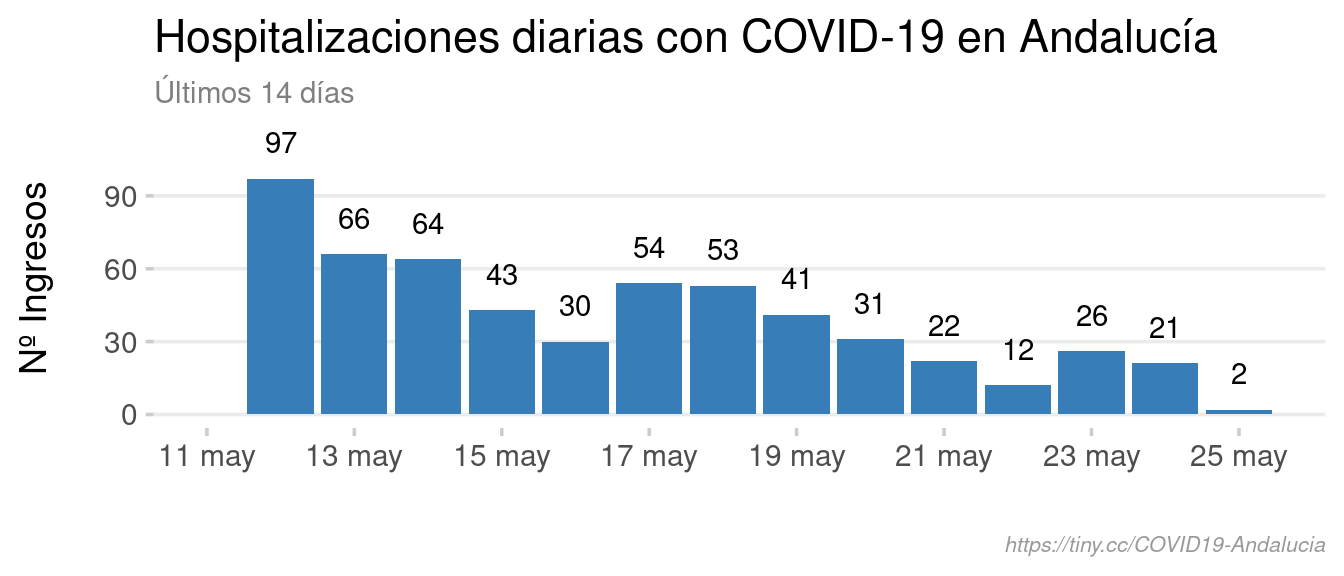 Hospitalizaciones diarias con COVID-19 en Andalucía
Últimos 14 días
Nº Ingresos
90
60
30
0
97
66
64
43
30
54
53
41
31
22
12
26
21
2
11 may
13 may
15 may
17 may
19 may
21 may
23 may
25 may
https://tiny.cc/COVID19-Andalucia